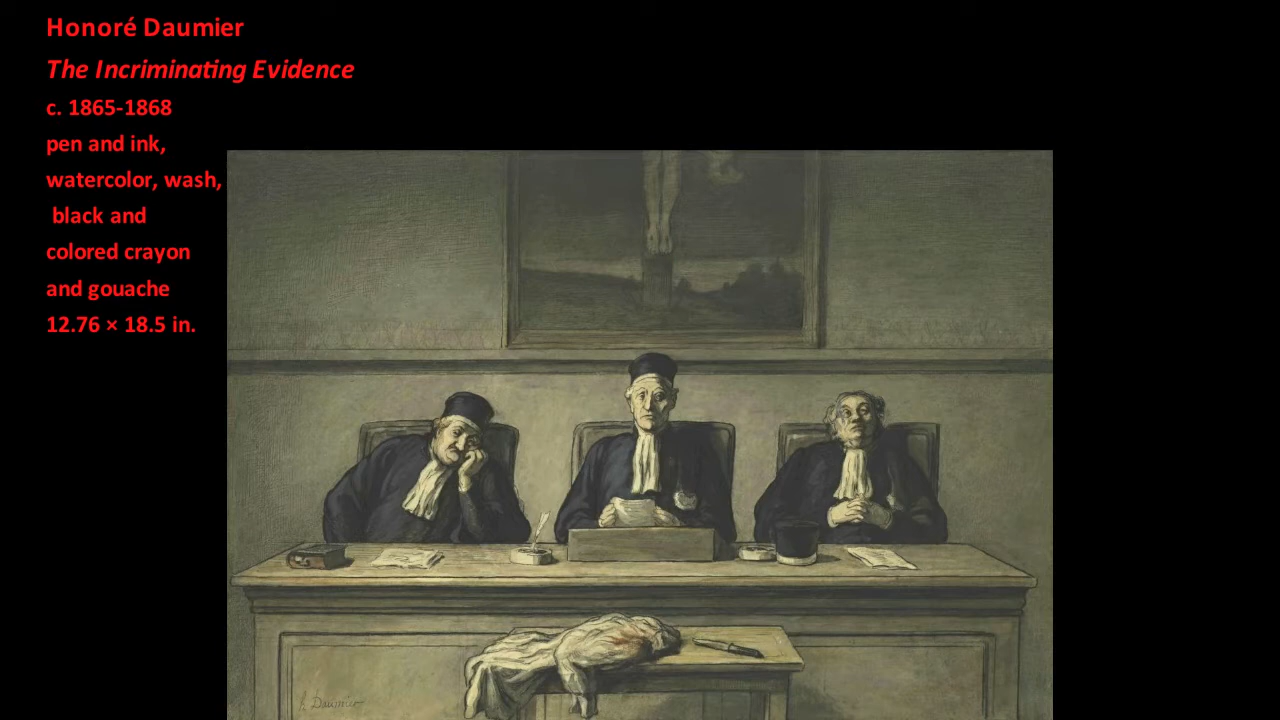 Honoré Daumier
The Incriminating Evidence
c. 1865-1868
pen and ink,
watercolor, wash,
black and
colored crayon
and gouache
12.76 × 18.5 in.
h. Daumier